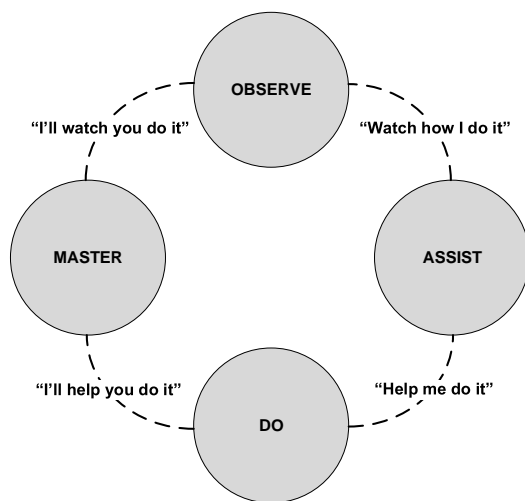 OBSERVE
“I’ll watch you do it”
“Watch how I do it”
MASTER
ASSIST
“I’ll help you do it”
“Help me do it”
DO